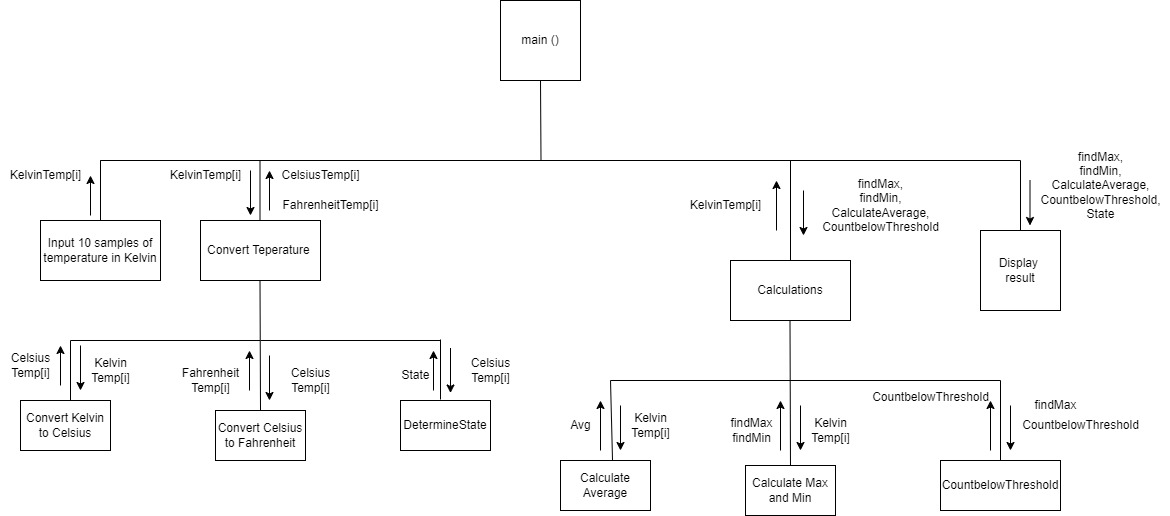 main ()
KelvinTemp[i]
KelvinTemp[i]
CelsiusTemp[i]
FahrenheitTemp[i]
KelvinTemp[i]
findMax,
findMin,
CalculateAverage,
CountbelowThreshold
findMax,
findMin,
CalculateAverage,
CountbelowThreshold,
State
Input 10 samples of
temperature in Kelvin
Convert Teperature
Calculations
Display
result
Celsius
Temp[i]
Kelvin
Temp[i]
Fahrenheit
Temp[i]
Celsius
Temp[i]
State
Celsius
Temp[i]
Convert Kelvin
to Celsius
Convert Celsius
to Fahrenheit
DetermineState
Avg
Kelvin
Temp[i]
findMax
findMin
Kelvin
Temp[i]
CountbelowThreshold
findMax
CountbelowThreshold
Calculate
Average
Calculate Max
and Min
CountbelowThreshold